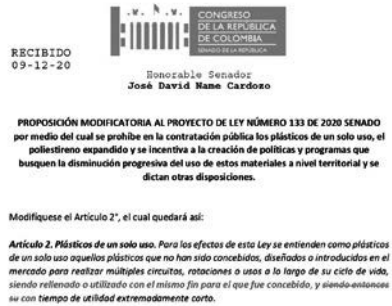 CONGRESO
DE LA REPÚBLICA
DE COLOMBIA
SENADO DE LA REPÚBLICA
RECIBIDO
09-12-20
Honorable Senador
José David Name Cardozo
PROPOSICIÓN MODIFICATORIA AL PROYECTO DE LEY NÚMERO 133 DE 2020 SENADO
por medio del cual se prohíbe en la contratación pública los plásticos de un solo uso, el
poliestireno expandido y se incentiva a la creación de políticas y programas que
busquen la disminución progresiva del uso de estos materiales a nivel territorial y se
dictan otras disposiciones.
Modifíquese el Artículo 2°, el cual quedará así:
Artículo 2. Plásticos de un solo uso. Para los efectos de esta Ley se entienden como plásticos
de un solo uso aquellos plásticos que no han sido concebidos, diseñados o introducidos en el
mercado para realizar múltiples circuitos, rotaciones o usos a lo largo de su ciclo de vida,
siendo rellenado o utilizado con el mismo fin para el que fue concebido, y siendo entonces
su con tiempo de utilidad extremadamente corto.